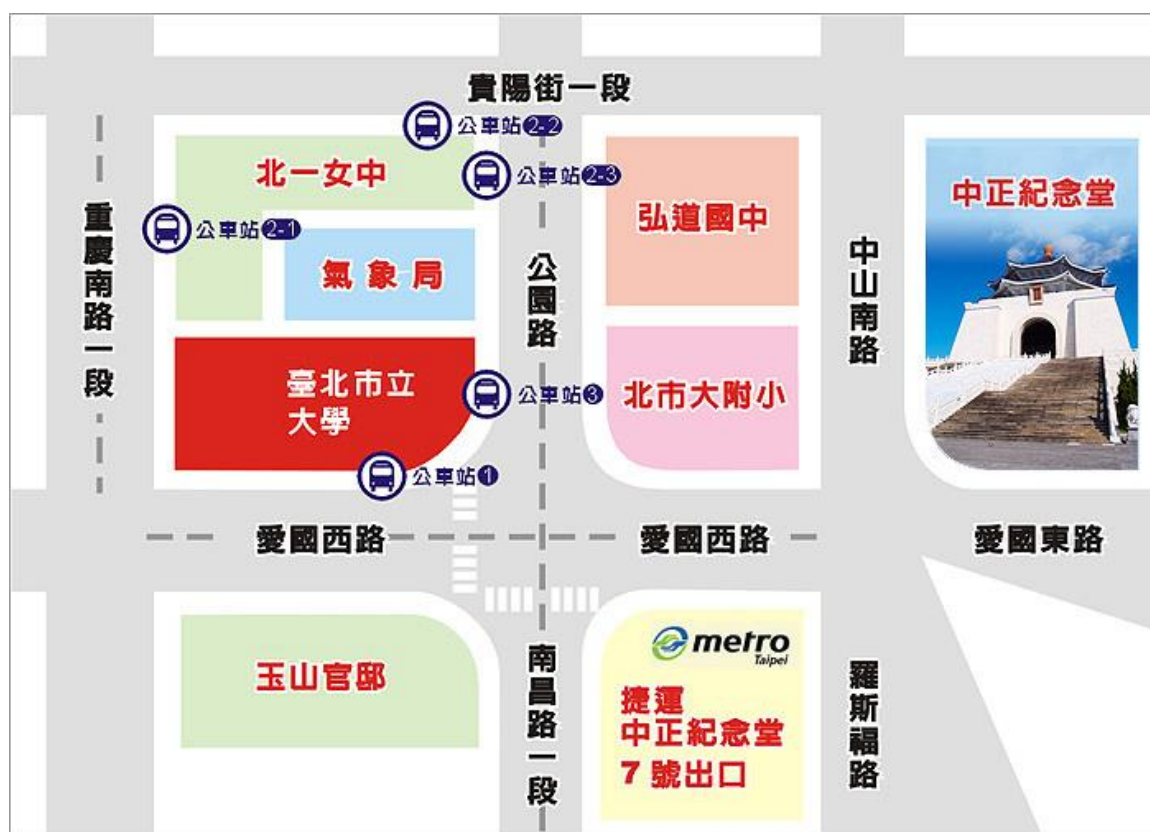 貴陽街一段
公車站2-2
北一女中
公車站2-3
弘道國中
中正紀念堂
公車站2-1
重慶南路一段
氣象局
公園路
中山南路
臺北市立
大學
公車站3
北市大附小
公車站1
愛國西路
愛國西路
愛國東路
玉山官邸
南昌路一段
metro
Taipei
捷運
中正紀念堂
7號出口
羅斯福路